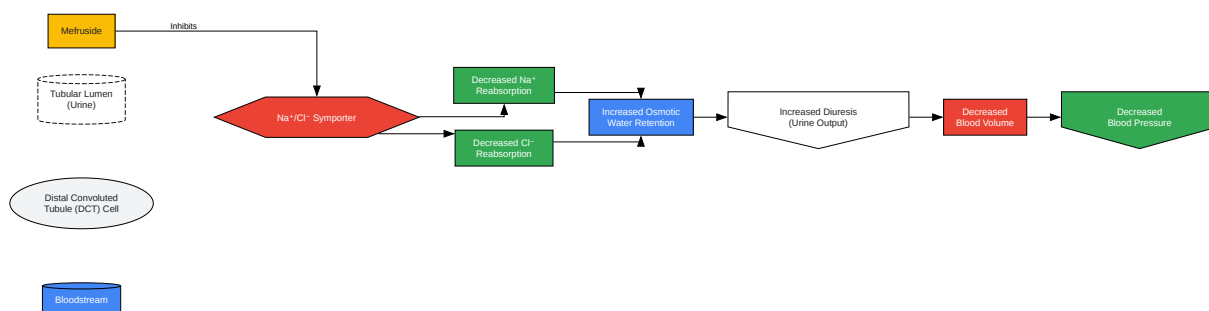 Mefruside
Inhibits
Tubular Lumen
(Urine)
Na⁺/Cl⁻ Symporter
Decreased Na⁺
Reabsorption
Decreased Cl⁻
Reabsorption
Increased Osmotic
Water Retention
Increased Diuresis
(Urine Output)
Decreased
Blood Volume
Decreased
Blood Pressure
Distal Convoluted
Tubule (DCT) Cell
Bloodstream